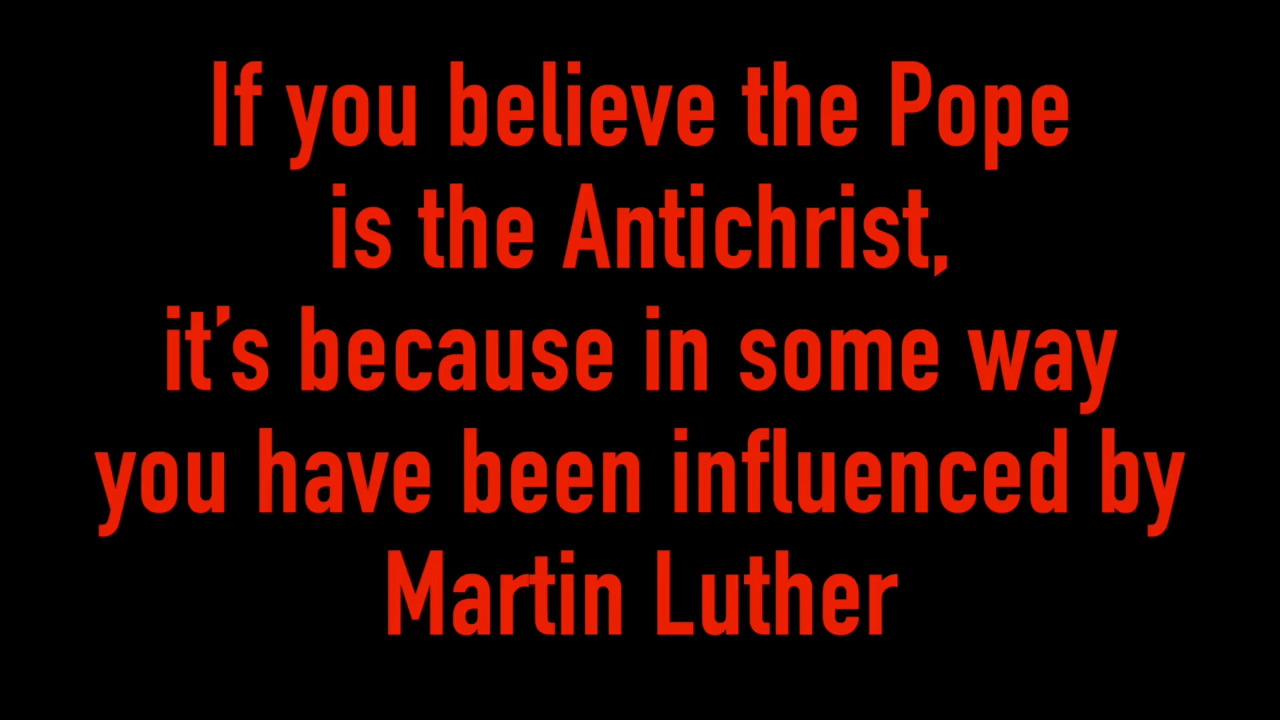 If you believe the Pope
is the Antichrist,
it’s because in some way
you have been influenced by
Martin Luther